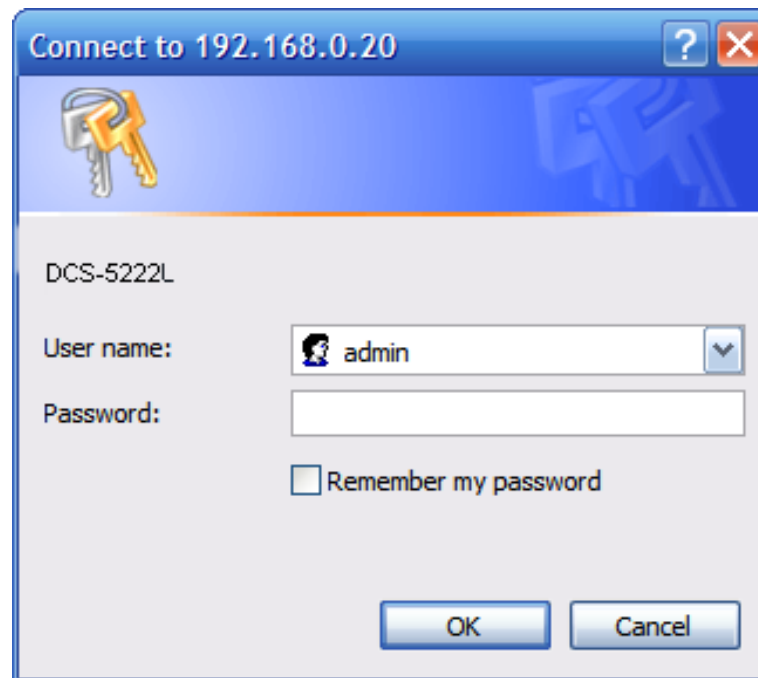 Connect to 192.168.0.20
DCS-5222L
User name:
admin
Password:
Remember my password
OK
Cancel